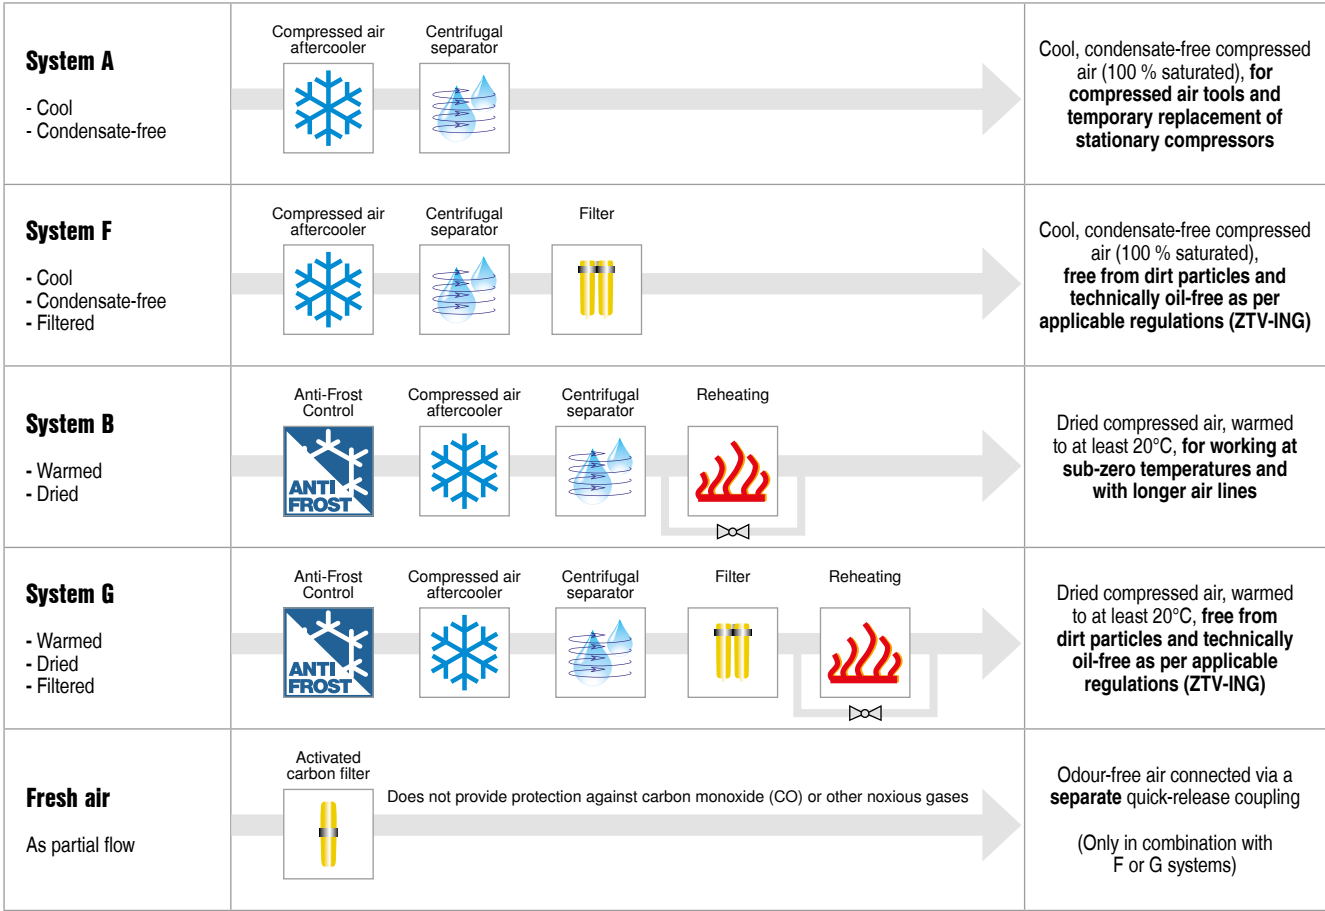 System A
- Cool
- Condensate-free
Compressed air
aftercooler
Centrifugal
separator
Cool, condensate-free compressed
air (100 % saturated), for
compressed air tools and
temporary replacement of
stationary compressors
System F
- Cool
- Condensate-free
- Filtered
Compressed air
aftercooler
Centrifugal
separator
Filter
Cool, condensate-free compressed
air (100 % saturated),
free from dirt particles and
technically oil-free as per
applicable regulations (ZTV-ING)
System B
- Warmed
- Dried
Anti-Frost
Control
ANTI
FROST
Compressed air
aftercooler
Centrifugal
separator
Reheating
Dried compressed air, warmed
to at least 20°C, for working at
sub-zero temperatures and
with longer air lines
System G
- Warmed
- Dried
- Filtered
Anti-Frost
Control
ANTI
FROST
Compressed air
aftercooler
Centrifugal
separator
Filter
Reheating
Dried compressed air, warmed
to at least 20°C, free from
dirt particles and technically
oil-free as per applicable
regulations (ZTV-ING)
Fresh air
As partial flow
Activated
carbon filter
Does not provide protection against carbon monoxide (CO) or other noxious gases
Odour-free air connected via a
separate quick-release coupling
(Only in combination with
F or G systems)